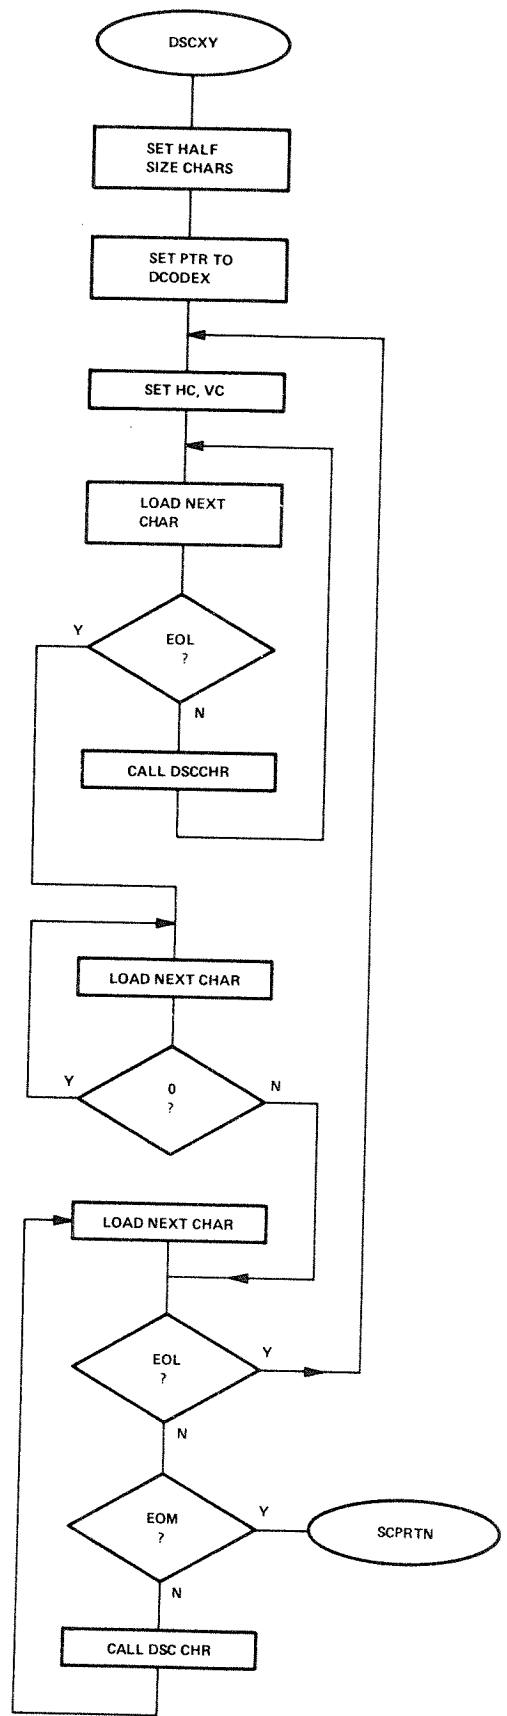 DSCXY
SET HALF
SIZE CHARS
SET PTR TO
DCODEX
SET HC, VC
LOAD NEXT
CHAR
Y
EOL
?
N
CALL DSCCHR
LOAD NEXT CHAR
Y
0
?
N
LOAD NEXT CHAR
EOL
?
Y
N
EOM
?
Y
SCPRTN
N
CALL DSC CHR